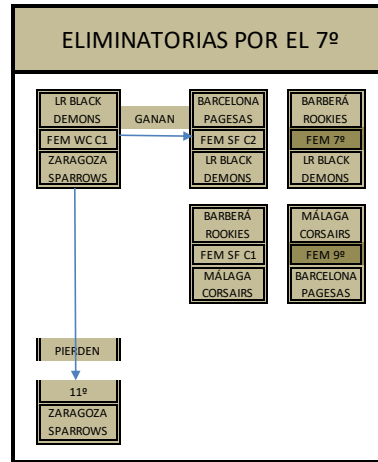 ELIMINATORIAS POR EL 7º
LR BLACK
DEMONS
FEM WC C1
ZARAGOZA
SPARROWS
GANAN
BARCELONA
PAGESAS
FEM SF C2
LR BLACK
DEMONS
BARBERÁ
ROOKIES
FEM 7º
LR BLACK
DEMONS
BARBERÁ
ROOKIES
FEM SF C1
MÁLAGA
CORSAIRS
MÁLAGA
CORSAIRS
FEM 9º
BARCELONA
PAGESAS
PIERDEN
11º
ZARAGOZA
SPARROWS